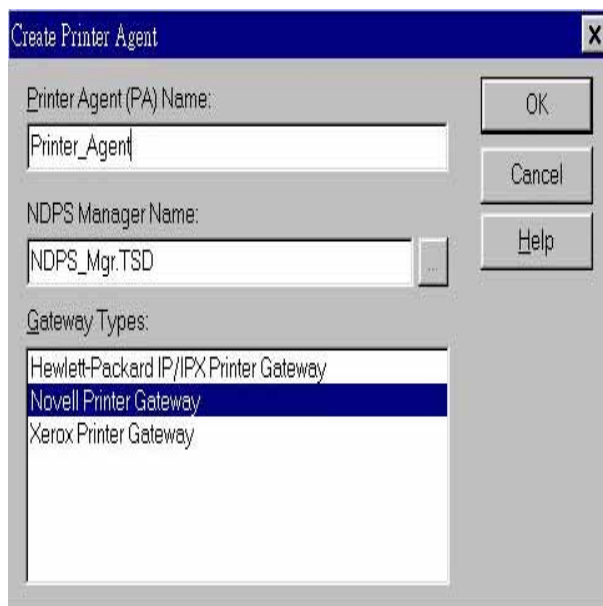 Create Printer Agent
Printer Agent (PA) Name:
Printer_Agent
OK
Cancel
Help
NDPS Manager Name:
NDPS_Mgr.TSD
...
Gateway Types:
Hewlett-Packard IP/IPX Printer Gateway
Novell Printer Gateway
Xerox Printer Gateway